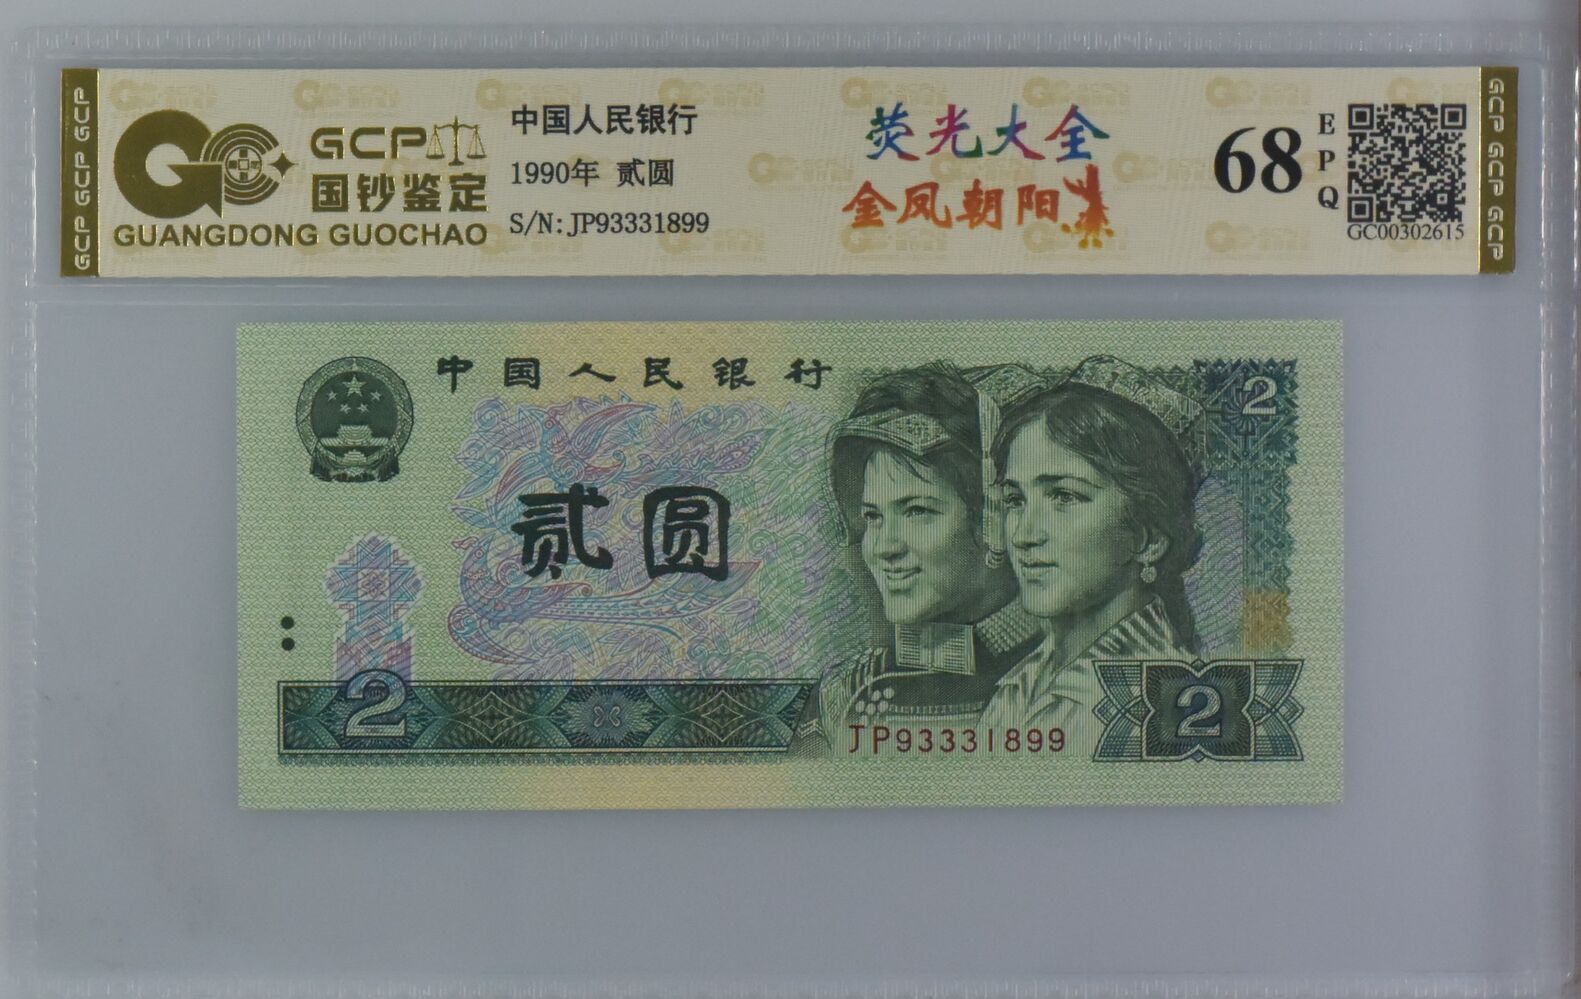 GCP GCP GCP
GCP
国钞鉴定
GUANGDONG GUOCHAO
中国人民银行
1990年 贰圆
S/N: JP93331899
荧光大全
金凤朝阳
68
EPQ
GC00302615
GCP GCP GCP
中国人民银行
2
贰圆
2
JP93331899
2